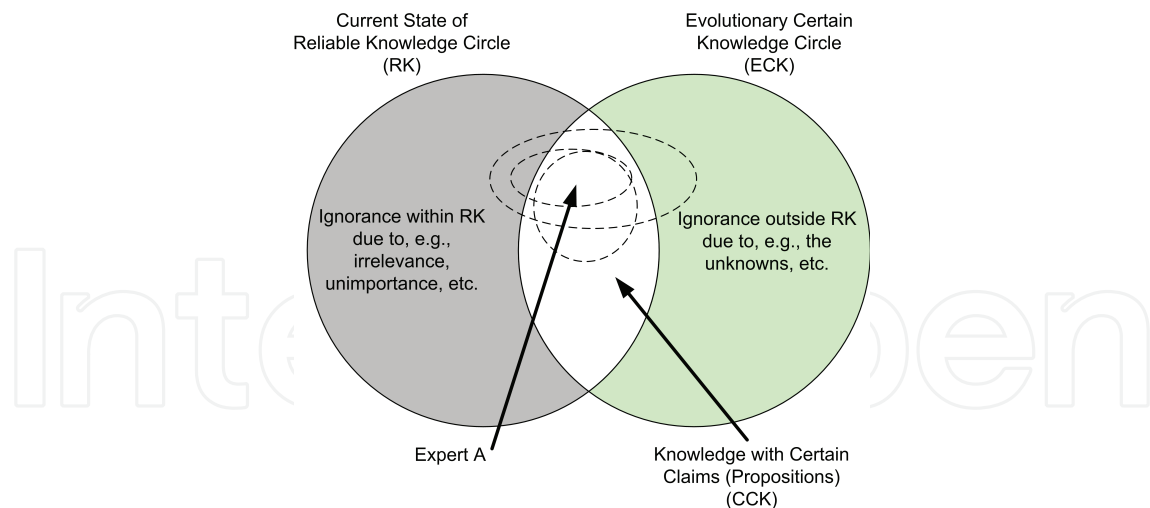 Current State of
Reliable Knowledge Circle
(RK)
Evolutionary Certain
Knowledge Circle
(ECK)
Ignorance within RK
due to, e.g.,
irrelevance,
unimportance, etc.
Ignorance outside RK
due to, e.g., the
unknowns, etc.
Expert A
Knowledge with Certain
Claims (Propositions)
(CCK)